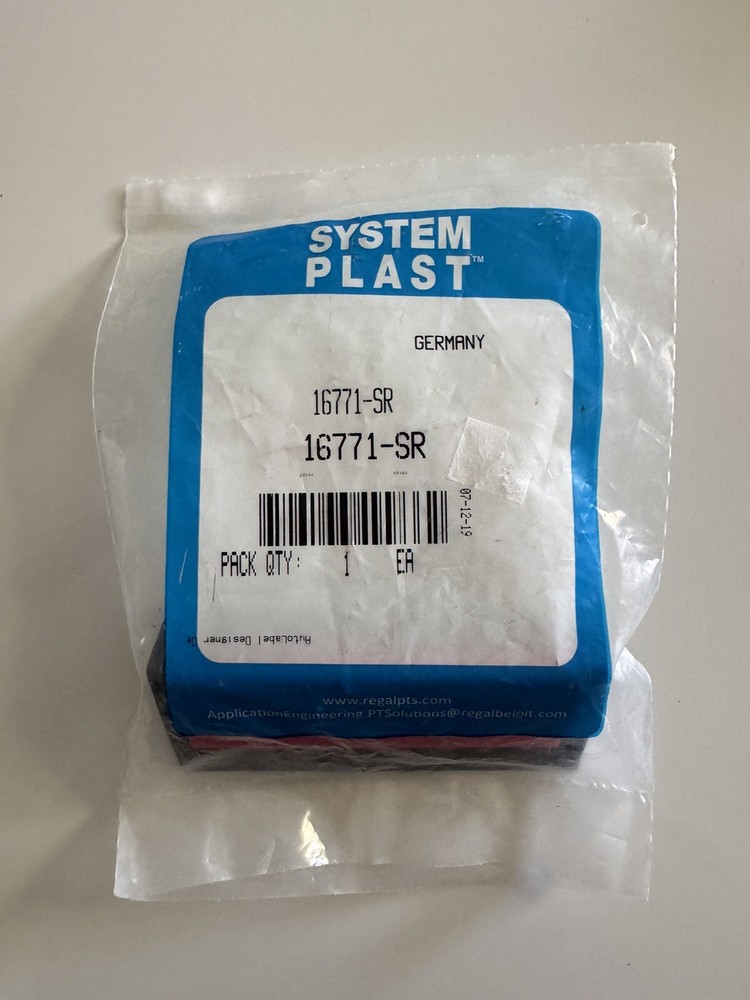 SYSTEM
PLAST™
GERMANY
16771-SR
16771-SR
07-12-19
PACK QTY: 1 EA
AutoLabel Designer De
www.regalpts.com
ApplicationEngineering.PTSolutions@regalbeloit.com